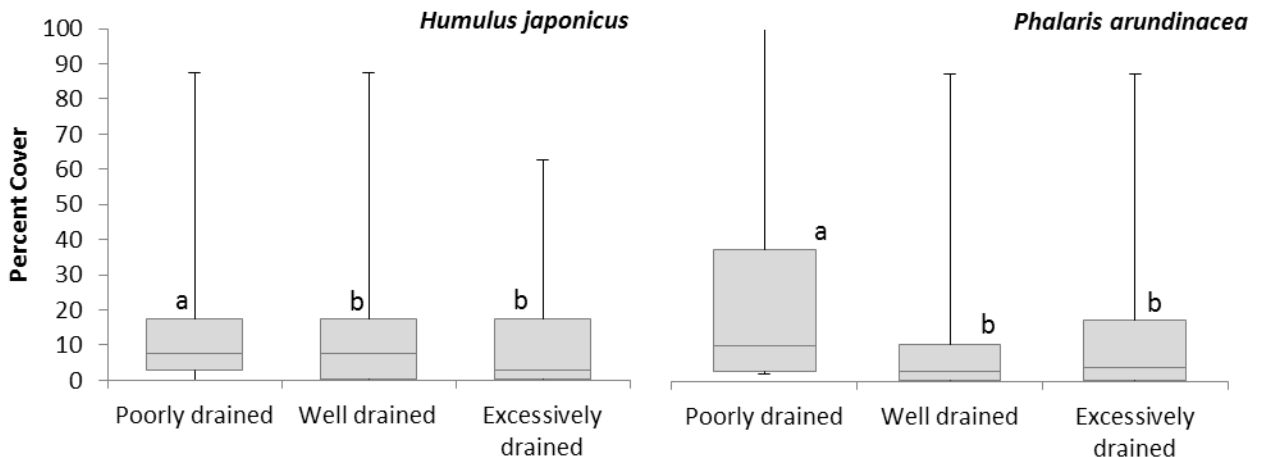 Humulus japonicus
Phalaris arundinacea
Percent Cover
100
90
80
70
60
50
40
30
20
10
0
a
b
b
a
b
b
Poorly drained
Well drained
Excessively
drained
Poorly drained
Well drained
Excessively
drained